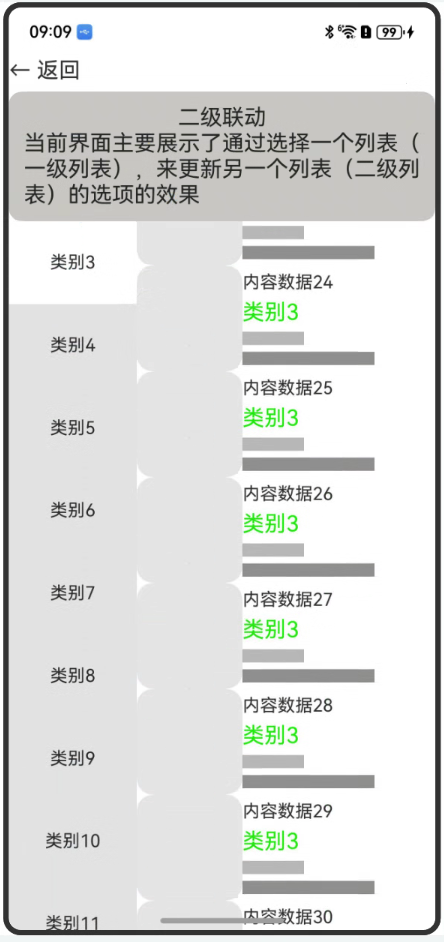 09:09
99
← 返回
二级联动
当前界面主要展示了通过选择一个列表（
一级列表），来更新另一个列表（二级列
表）的选项的效果
类别3
类别4
类别5
类别6
类别7
类别8
类别9
类别10
类别11
内容数据24
类别3
内容数据25
类别3
内容数据26
类别3
内容数据27
类别3
内容数据28
类别3
内容数据29
类别3
内容数据30